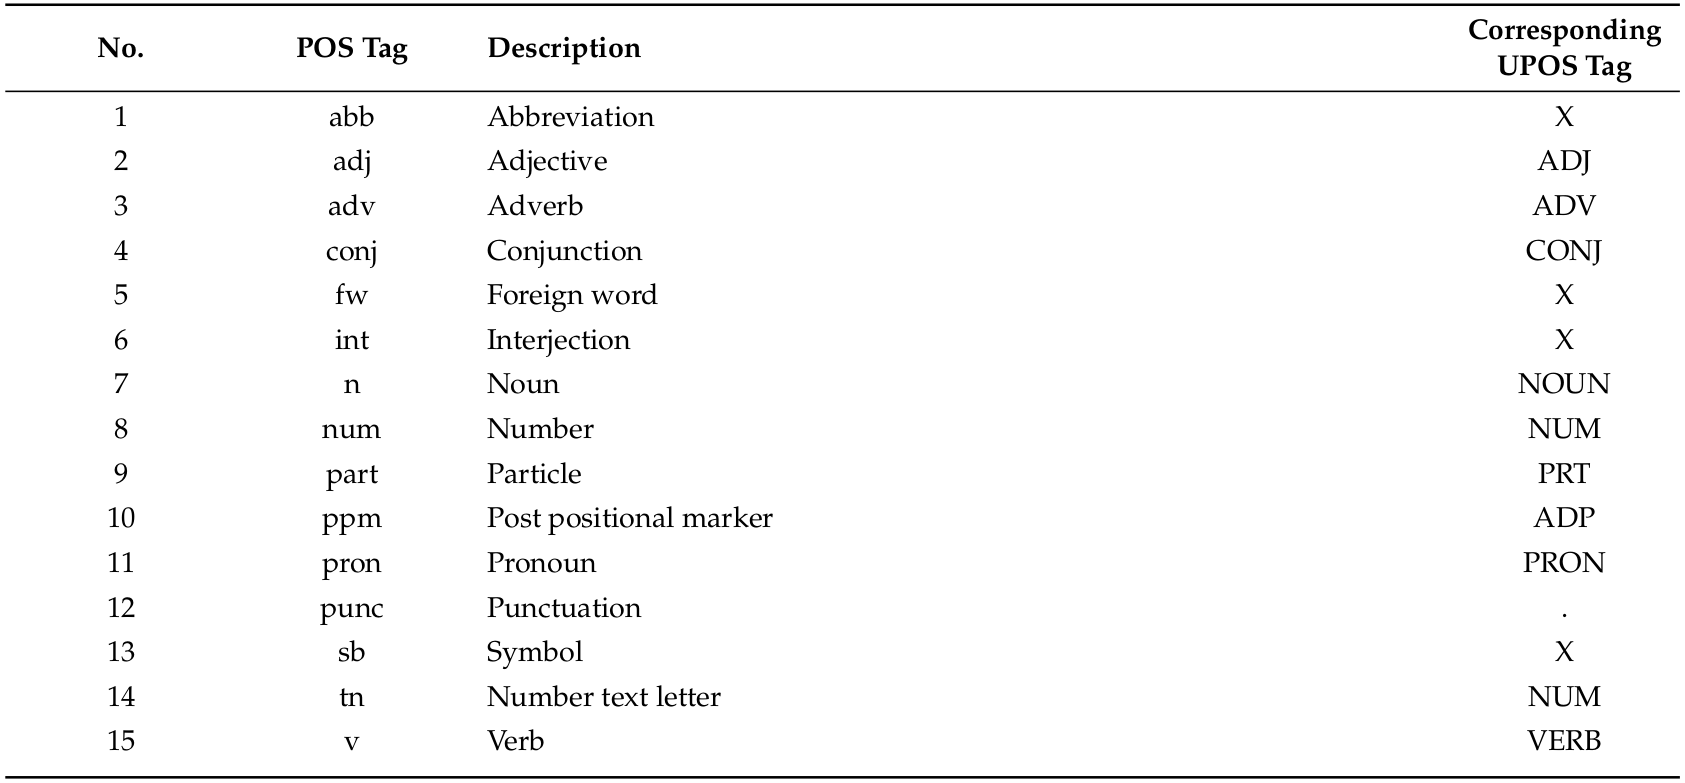 No. POS Tag Description Corresponding UPOS Tag
1 abb Abbreviation X
2 adj Adjective ADJ
3 adv Adverb ADV
4 conj Conjunction CONJ
5 fw Foreign word X
6 int Interjection X
7 n Noun NOUN
8 num Number NUM
9 part Particle PRT
10 ppm Post positional marker ADP
11 pron Pronoun PRON
12 punc Punctuation .
13 sb Symbol X
14 tn Number text letter NUM
15 v Verb VERB